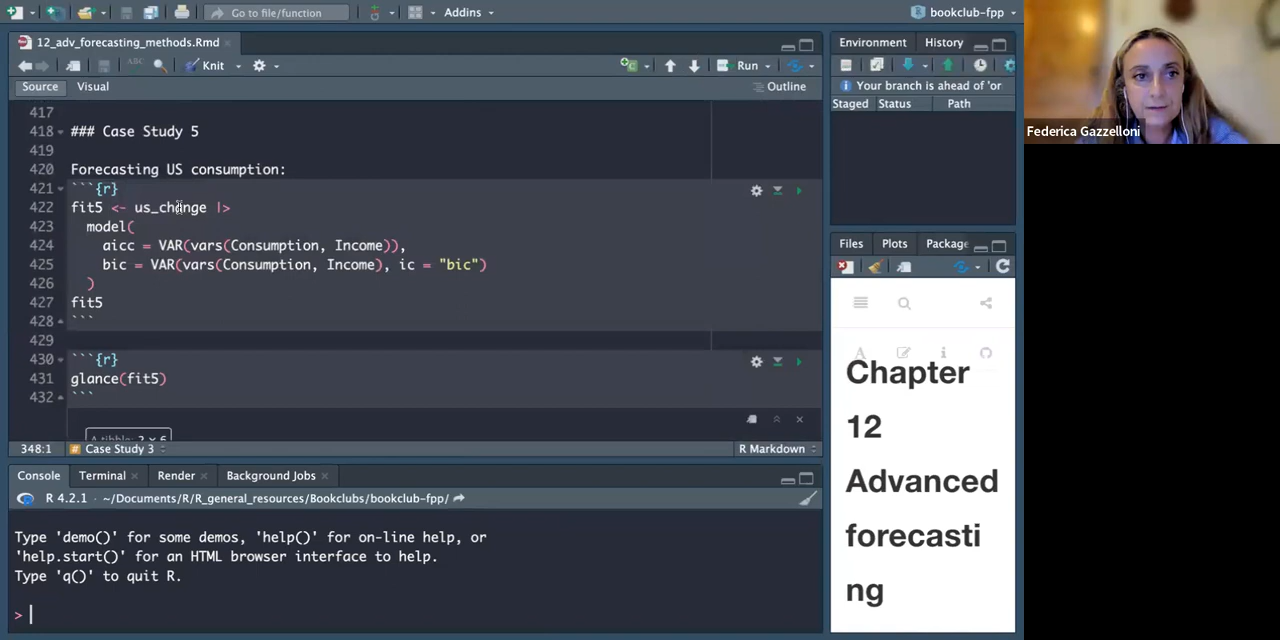 Go to file/function
Addins
bookclub-fpp
12_adv_forecasting_methods.Rmd
ABC
Knit
Run
Source
Visual
Outline
417
418 ### Case Study 5
419
420 Forecasting US consumption:
421 ```{r}
422 fit5 <- us_change |>
423 model(
424 aicc = VAR(vars(Consumption, Income)),
425 bic = VAR(vars(Consumption, Income), ic = "bic")
426 )
427 fit5
428 ```
429
430 ```{r}
431 glance(fit5)
432 ```
A tibble: 2 × 6
348:1
# Case Study 3
R Markdown
Console
Terminal
Render
Background Jobs
R 4.2.1 · ~/Documents/R/R_general_resources/Bookclubs/bookclub-fpp/
Type 'demo()' for some demos, 'help()' for on-line help, or
'help.start()' for an HTML browser interface to help.
Type 'q()' to quit R.
>
Environment
History
Your branch is ahead of 'or
Staged
Status
Path
Files
Plots
Package
A
i
Chapter
12
Advanced
forecasti
ng
Federica Gazzelloni